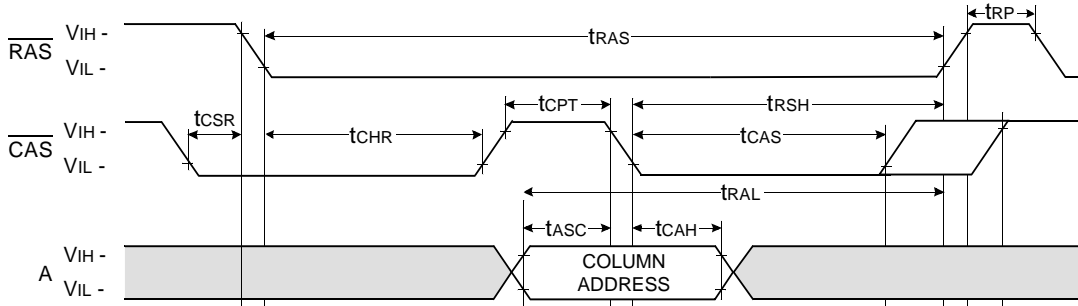 VIH - tRAS tRP
RAS
VIL -
tCSR tCPT tRSH
VIH - tCHR tCAS
CAS
VIL -
tRAL
tASC tCAH
VIH - COLUMN
A
VIL - ADDRESS